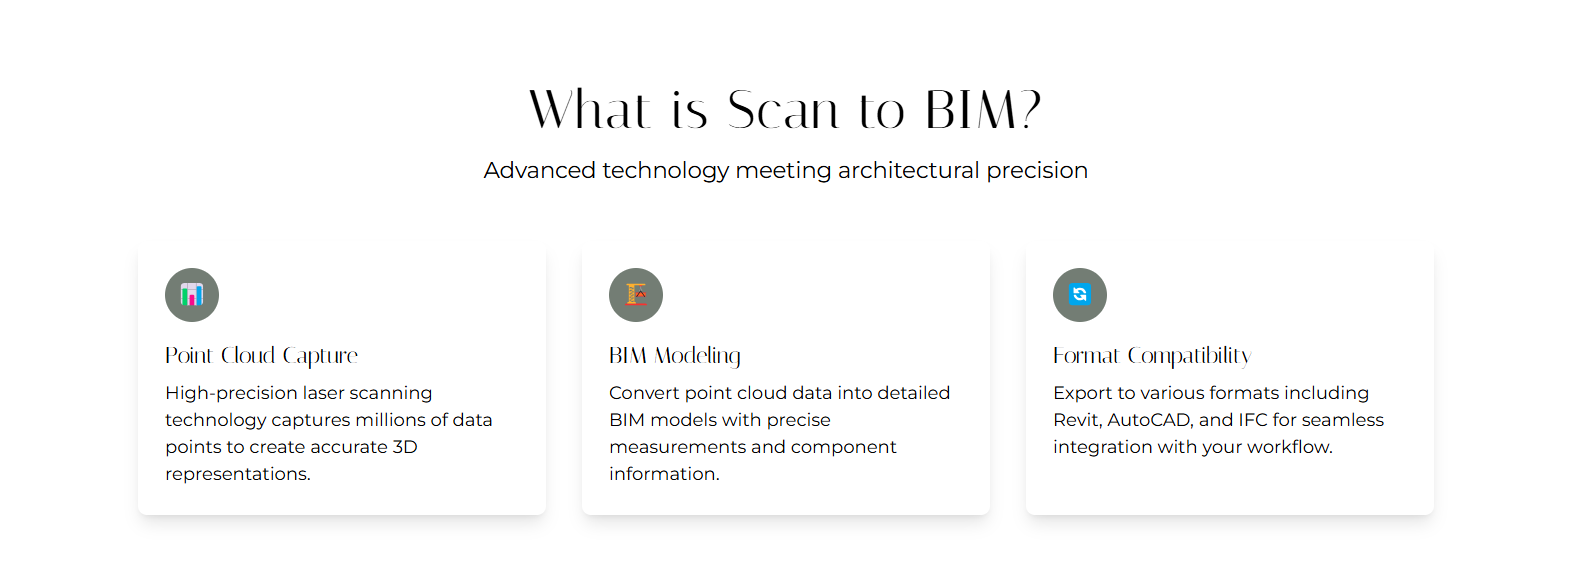 What is Scan to BIM?
Advanced technology meeting architectural precision
Point Cloud Capture
High-precision laser scanning
technology captures millions of data
points to create accurate 3D
representations.
BIM Modeling
Convert point cloud data into detailed
BIM models with precise
measurements and component
information.
Format Compatibility
Export to various formats including
Revit, AutoCAD, and IFC for seamless
integration with your workflow.